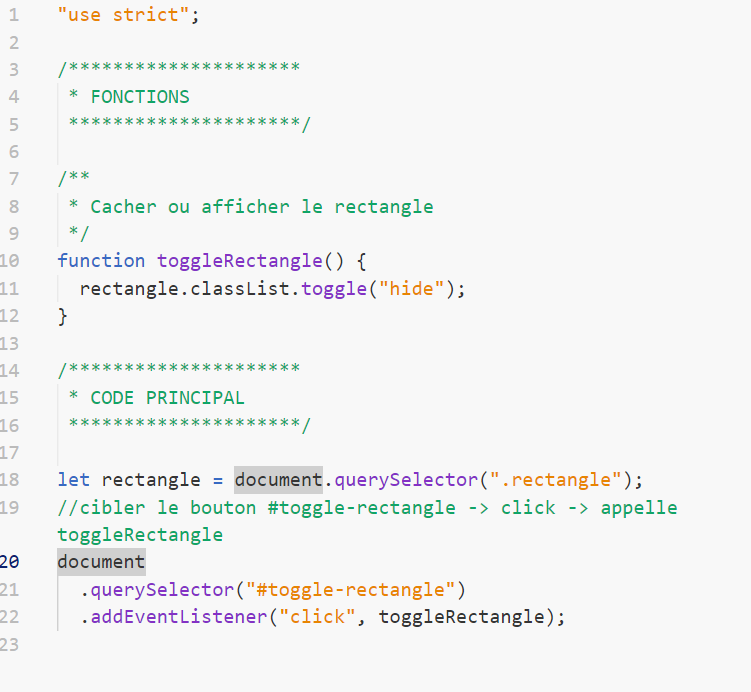 1 "use strict";
2
3 /*********************
4 * FONCTIONS
5 *********************/
6
7 /**
8 * Cacher ou afficher le rectangle
9 */
10 function toggleRectangle() {
11 rectangle.classList.toggle("hide");
12 }
13
14 /*********************
15 * CODE PRINCIPAL
16 *********************/
17
18 let rectangle = document.querySelector(".rectangle");
19 //cibler le bouton #toggle-rectangle -> click -> appelle
toggleRectangle
20 document
21 .querySelector("#toggle-rectangle")
22 .addEventListener("click", toggleRectangle);
23